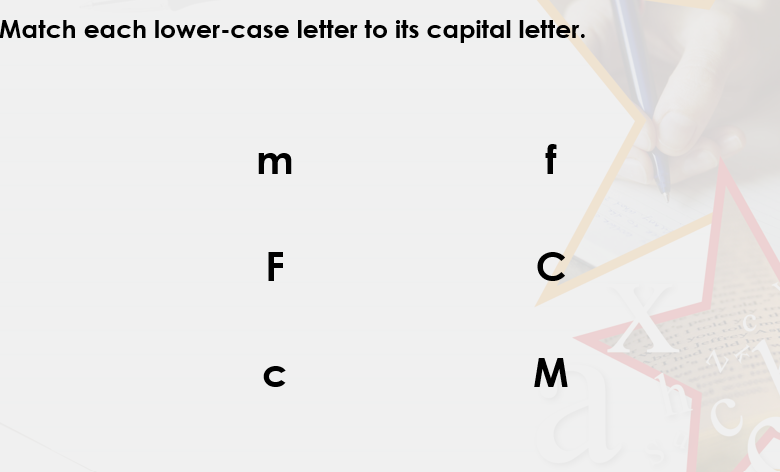 Match each lower-case letter to its capital letter.
m f
F C
c M